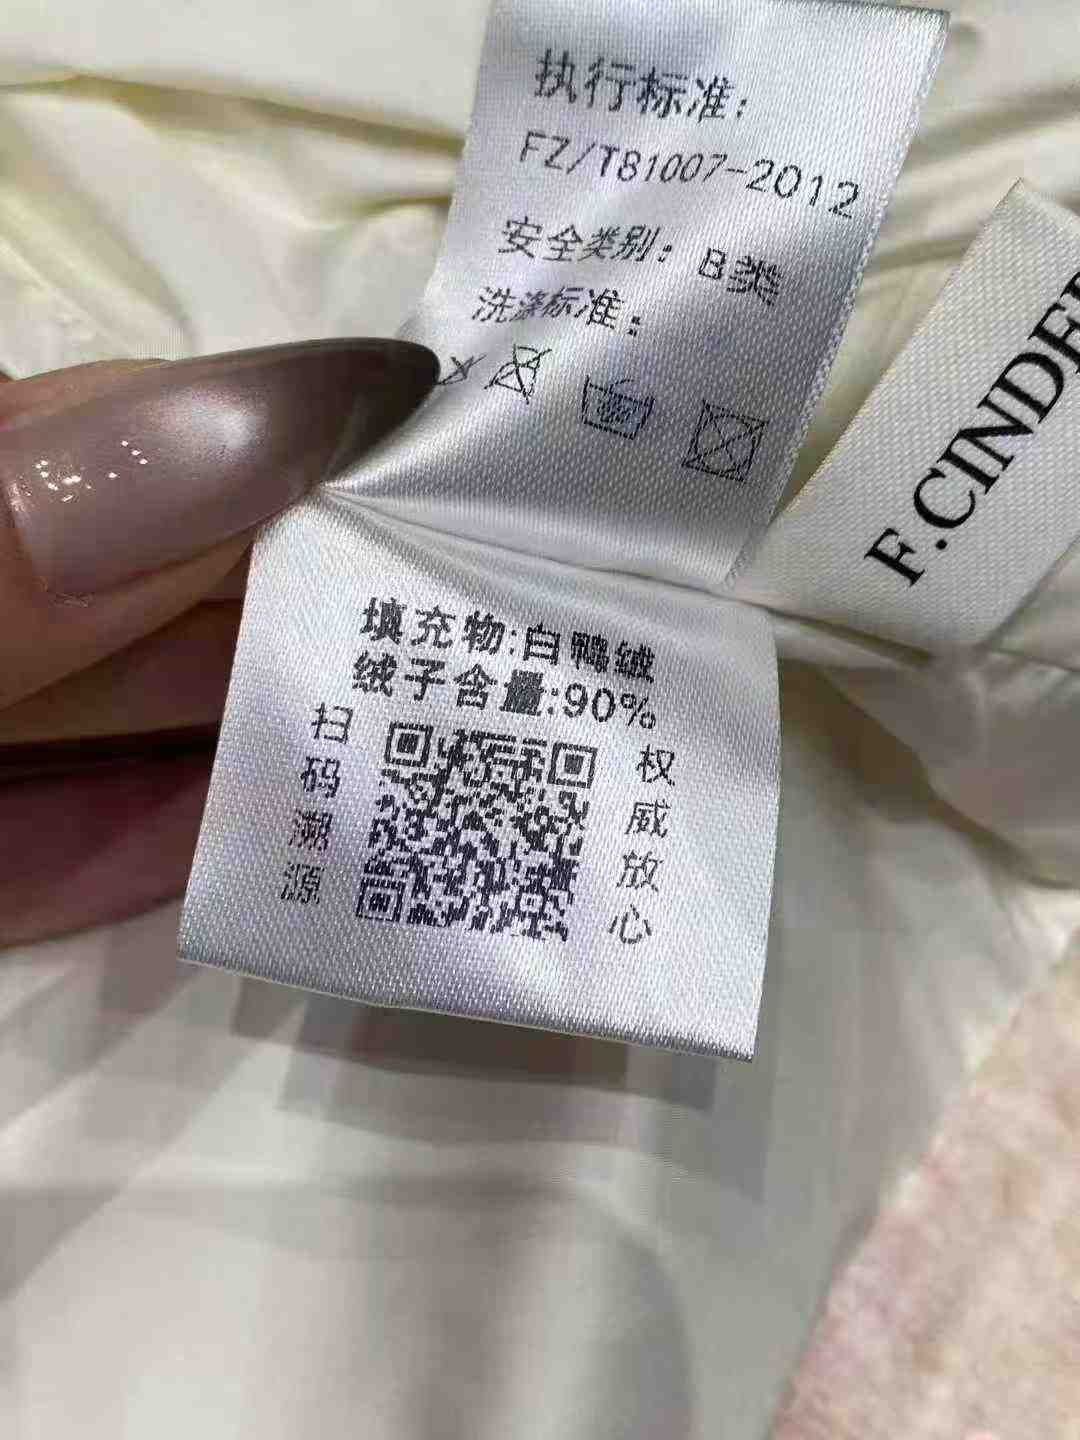 执行标准：
FZ/T81007-2012
安全类别：B类
洗涤标准：
F.CINDE
填充物:白鸭绒
绒子含量:90%
扫码溯源
权威放心